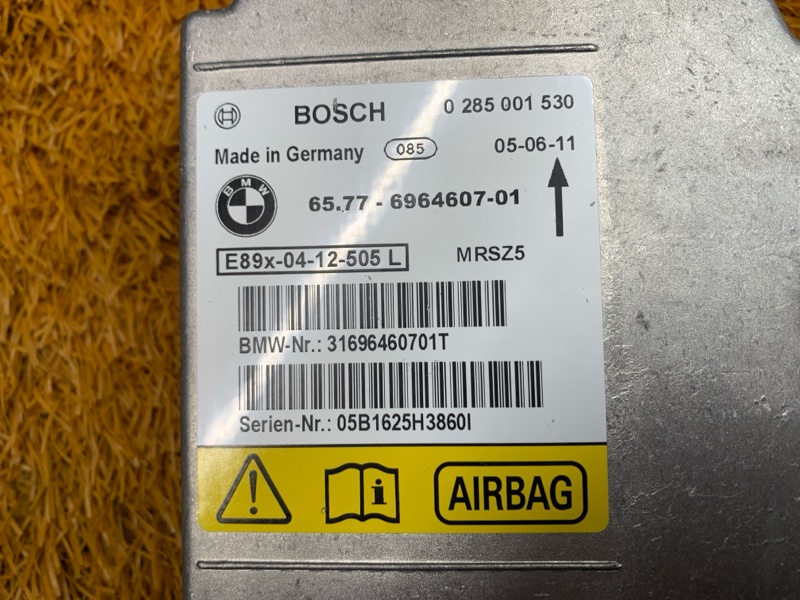 BOSCH 0 285 001 530
Made in Germany 085 05-06-11
BMW 65.77 - 6964607-01
E89x-04-12-505 L MRSZ5
BMW-Nr.: 31696460701T
Serien-Nr.: 05B1625H3860I
! i AIRBAG